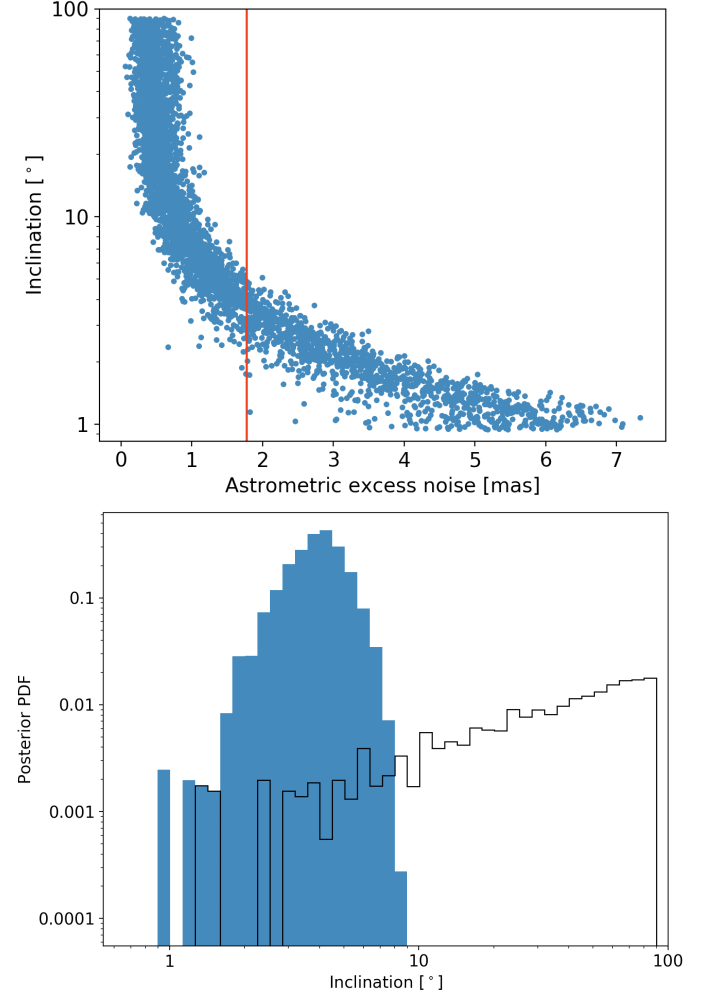 100
10
1
Inclination [°]
0 1 2 3 4 5 6 7
Astrometric excess noise [mas]
0.1
0.01
0.001
0.0001
Posterior PDF
1 10 100
Inclination [°]